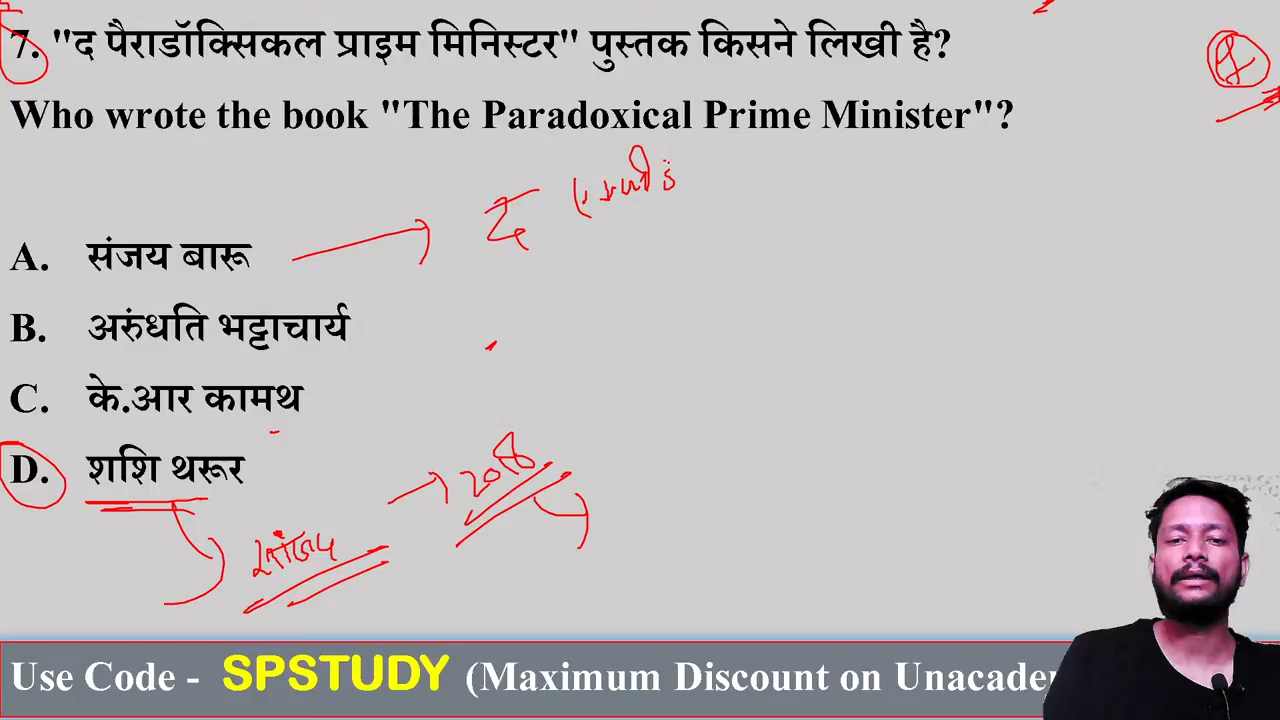 7. "द पैराडॉक्सिकल प्राइम मिनिस्टर" पुस्तक किसने लिखी है?
Who wrote the book "The Paradoxical Prime Minister"?
द
A. संजय बारू
B. अरुंधति भट्टाचार्य
C. के.आर कामथ
D. शशि थरूर
2018
Use Code - SPSTUDY (Maximum Discount on